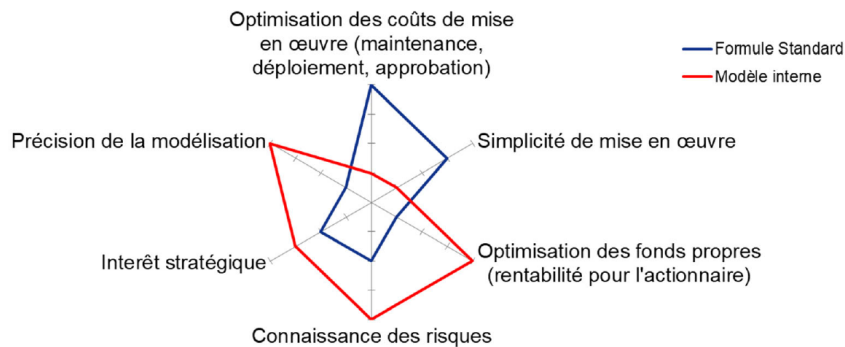 Optimisation des coûts de mise
en œuvre (maintenance,
déploiement, approbation)
Formule Standard
Modèle interne
Précision de la modélisation
Simplicité de mise en œuvre
Interêt stratégique
Optimisation des fonds propres
(rentabilité pour l'actionnaire)
Connaissance des risques